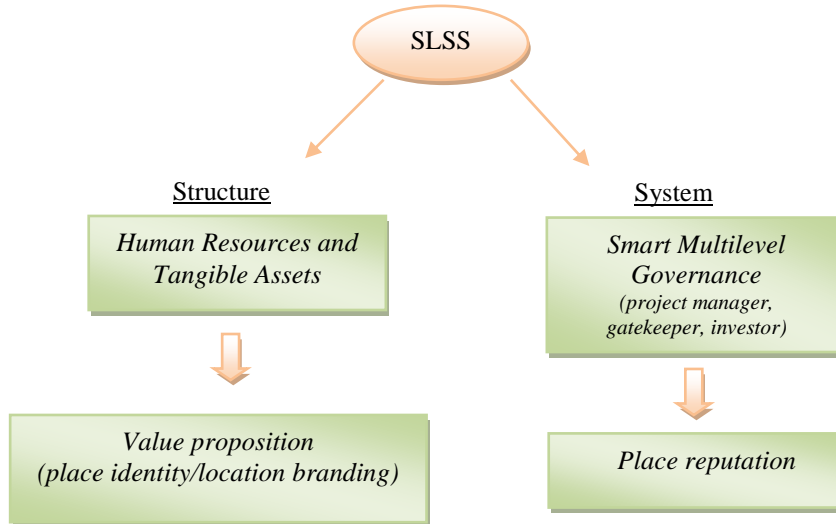 SLSS
Structure
Human Resources and
Tangible Assets
Value proposition
(place identity/location branding)
System
Smart Multilevel
Governance
(project manager,
gatekeeper, investor)
Place reputation